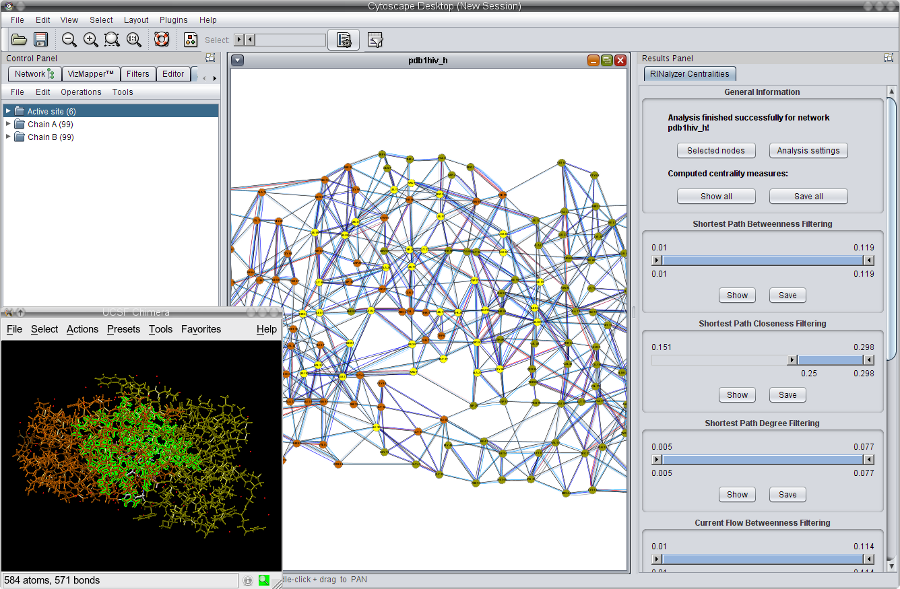 Cytoscape Desktop (New Session)
File Edit View Select Layout Plugins Help
Select
Control Panel
Network VizMapper™ Filters Editor
File Edit Operations Tools
Active site (6)
Chain A (99)
Chain B (99)
pdb1hiv_h
Results Panel
RINalyzer Centralities
General Information
Analysis finished successfully for network
pdb1hiv_h!
Selected nodes Analysis settings
Computed centrality measures:
Show all Save all
Shortest Path Betweenness Filtering
0.01 0.119
0.01 0.119
Show Save
Shortest Path Closeness Filtering
0.151 0.298
0.25 0.298
Show Save
Shortest Path Degree Filtering
0.005 0.077
0.005 0.077
Show Save
Current Flow Betweenness Filtering
0.01 0.114
0.01 0.114
UCSF Chimera
File Select Actions Presets Tools Favorites Help
584 atoms, 571 bonds
dle-click + drag to PAN